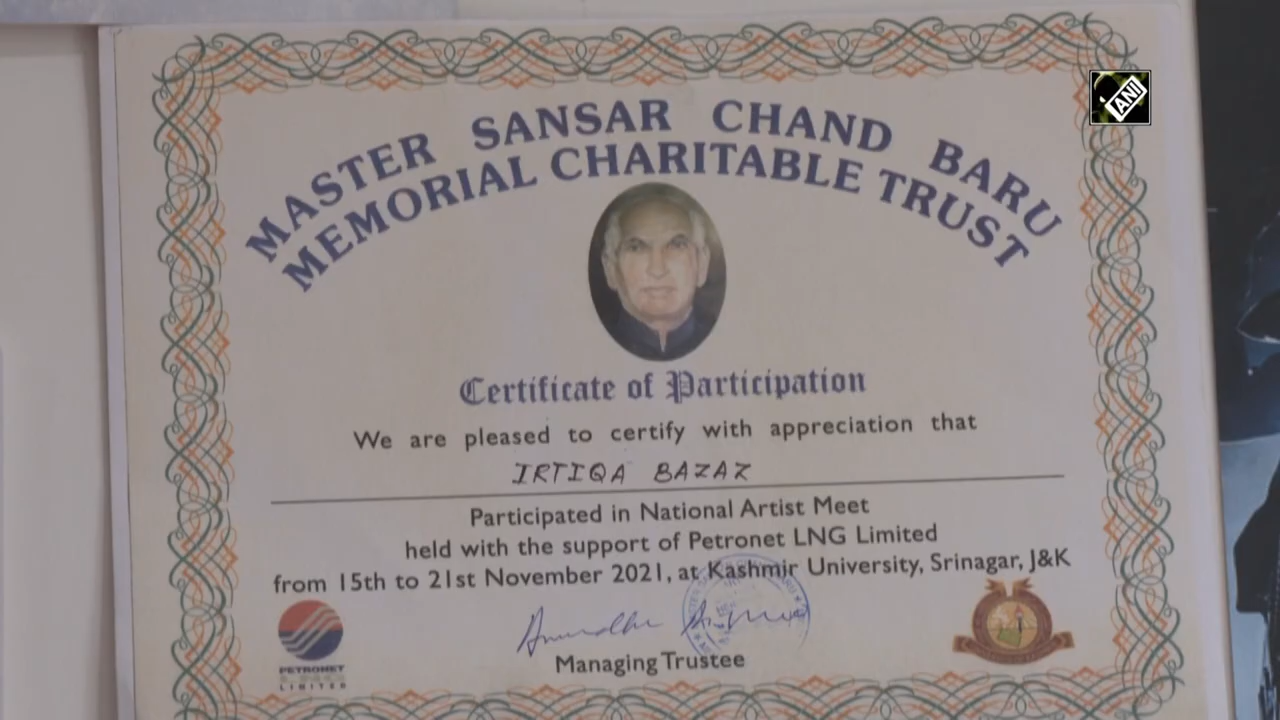 ANI
MASTER SANSAR CHAND BARU
MEMORIAL CHARITABLE TRUST
Certificate of Participation
We are pleased to certify with appreciation that
IRTIQA BAZAZ
Participated in National Artist Meet
held with the support of Petronet LNG Limited
from 15th to 21st November 2021, at Kashmir University, Srinagar, J&K
Managing Trustee
PETRONET
LIMITED